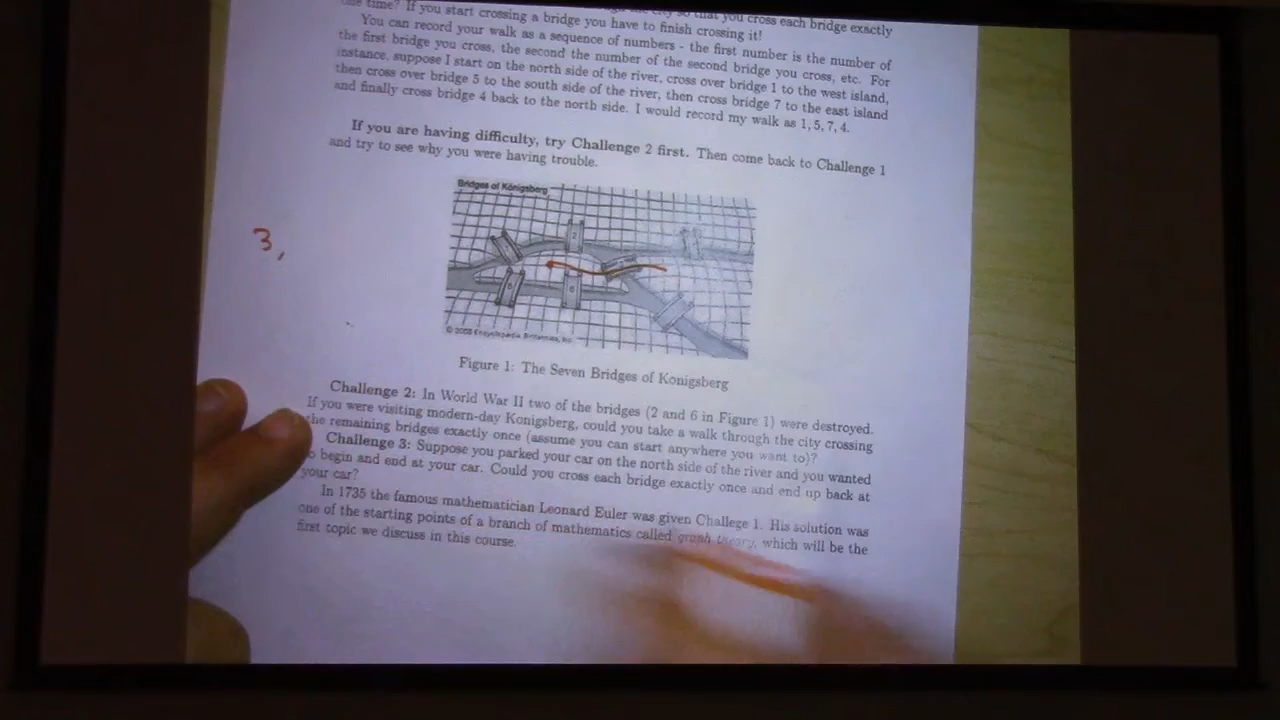 one time? If you start crossing a bridge you have to finish crossing it! that you cross each bridge exactly
You can record your walk as a sequence of numbers - the first number is the number of
the first bridge you cross, the second the number of the second bridge you cross, etc. For
instance, suppose I start on the north side of the river, cross over bridge 1 to the west island,
then cross over bridge 5 to the south side of the river, then cross bridge 7 to the east island
and finally cross bridge 4 back to the north side. I would record my walk as 1, 5, 7, 4.
If you are having difficulty, try Challenge 2 first. Then come back to Challenge 1
and try to see why you were having trouble.
Bridges of Königsberg
3,
2
© 2008 Encyclopædia Britannica, Inc.
Figure 1: The Seven Bridges of Konigsberg
Challenge 2: In World War II two of the bridges (2 and 6 in Figure 1) were destroyed.
If you were visiting modern-day Konigsberg, could you take a walk through the city crossing
the remaining bridges exactly once (assume you can start anywhere you want to)?
Challenge 3: Suppose you parked your car on the north side of the river and you wanted
to begin and end at your car. Could you cross each bridge exactly once and end up back at
your car?
In 1735 the famous mathematician Leonard Euler was given Challege 1. His solution was
one of the starting points of a branch of mathematics called graph theory, which will be the
first topic we discuss in this course.